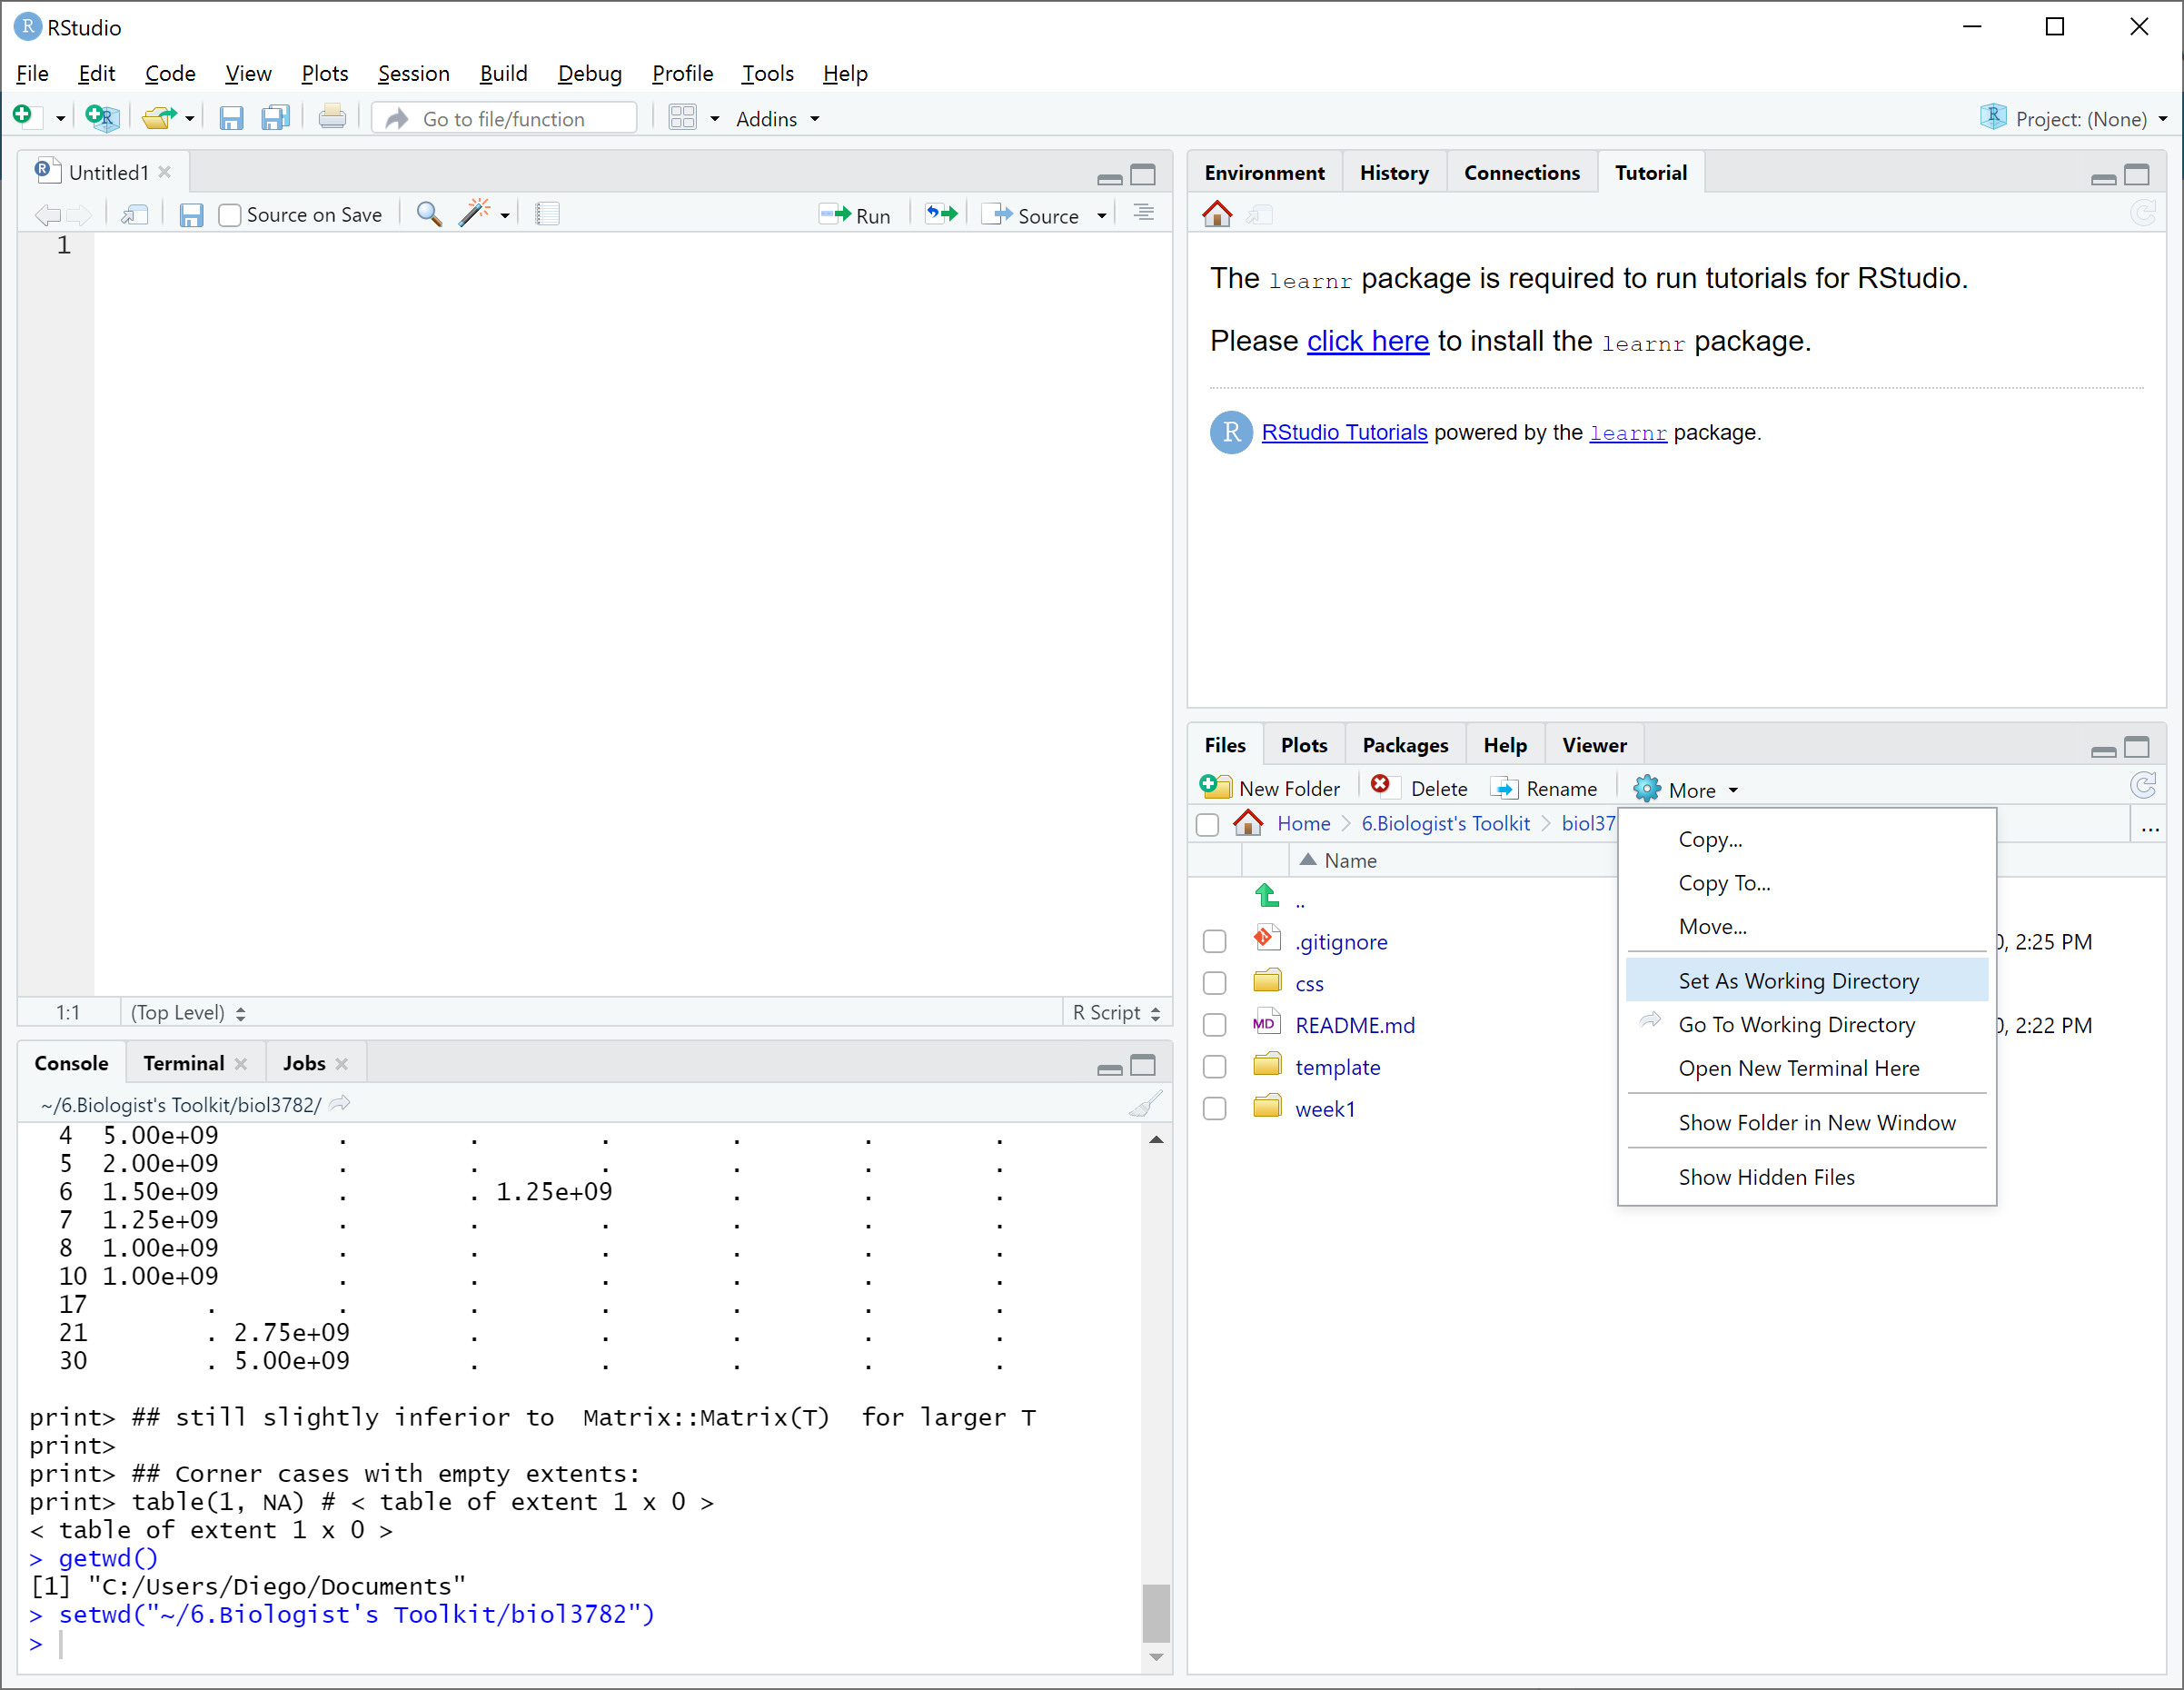 RStudio
File Edit Code View Plots Session Build Debug Profile Tools Help
Go to file/function Addins Project: (None)
Untitled1
Source on Save Run Source
1
1:1 (Top Level) R Script
Console Terminal Jobs
~/6.Biologist's Toolkit/biol3782/
4 5.00e+09 . . . . . .
5 2.00e+09 . . . . . .
6 1.50e+09 . . 1.25e+09 . . .
7 1.25e+09 . . . . . .
8 1.00e+09 . . . . . .
10 1.00e+09 . . . . . .
17 . . . . . . .
21 . 2.75e+09 . . . . .
30 . 5.00e+09 . . . . .
print> ## still slightly inferior to  Matrix::Matrix(T)  for larger T
print>
print> ## Corner cases with empty extents:
print> table(1, NA) # < table of extent 1 x 0 >
< table of extent 1 x 0 >
> getwd()
[1] "C:/Users/Diego/Documents"
> setwd("~/6.Biologist's Toolkit/biol3782")
>
Environment History Connections Tutorial
The learnr package is required to run tutorials for RStudio.
Please click here to install the learnr package.
R RStudio Tutorials powered by the learnr package.
Files Plots Packages Help Viewer
New Folder Delete Rename More
Home 6.Biologist's Toolkit biol37 ...
Name
..
.gitignore 0, 2:25 PM
css
README.md 0, 2:22 PM
template
week1
Copy...
Copy To...
Move...
Set As Working Directory
Go To Working Directory
Open New Terminal Here
Show Folder in New Window
Show Hidden Files